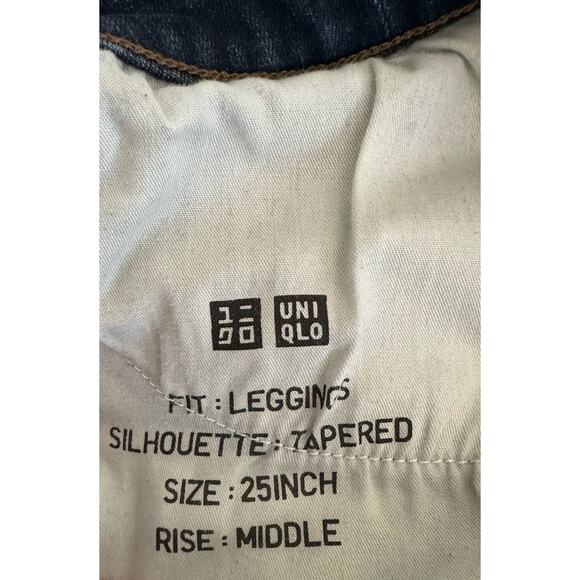 ユニ UNI
クロ QLO
FIT : LEGGINGS
SILHOUETTE : TAPERED
SIZE : 25INCH
RISE : MIDDLE